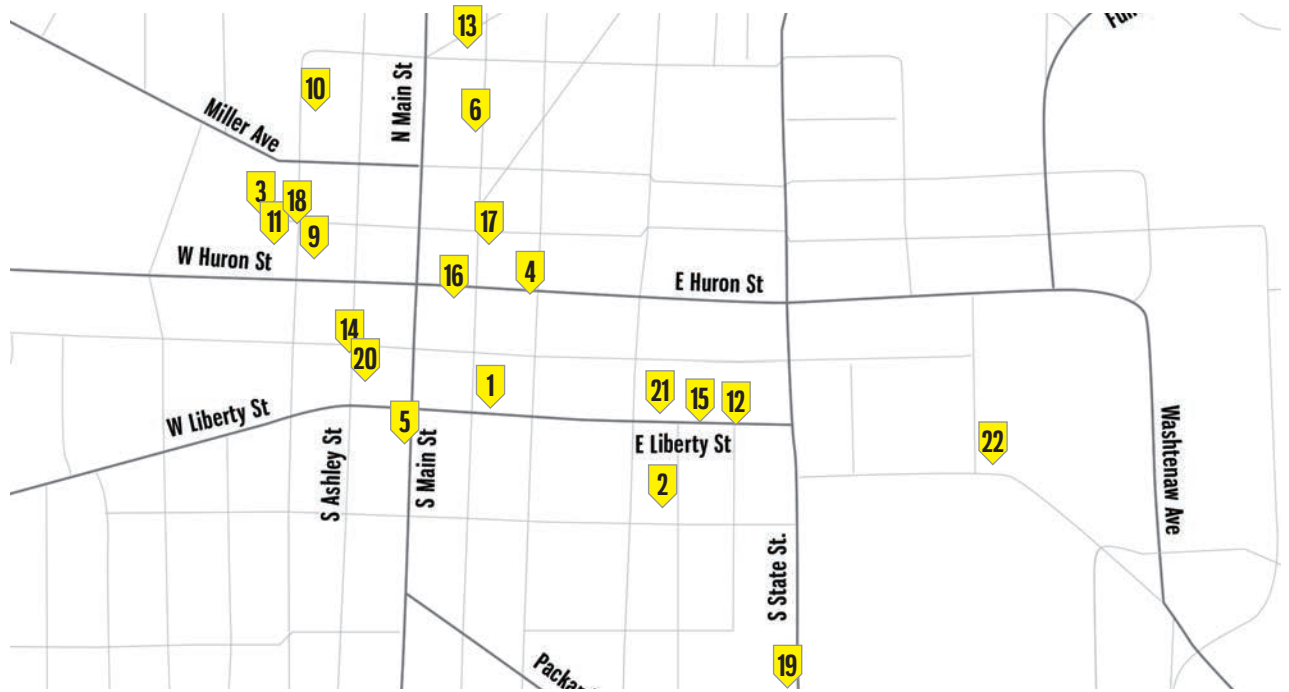 13
10
N Main St
6
Miller Ave
3
18
11
9
17
W Huron St
16
4
E Huron St
14
20
1
21
15
12
5
W Liberty St
E Liberty St
22
S Ashley St
S Main St
2
Washtenaw Ave
S State St.
19